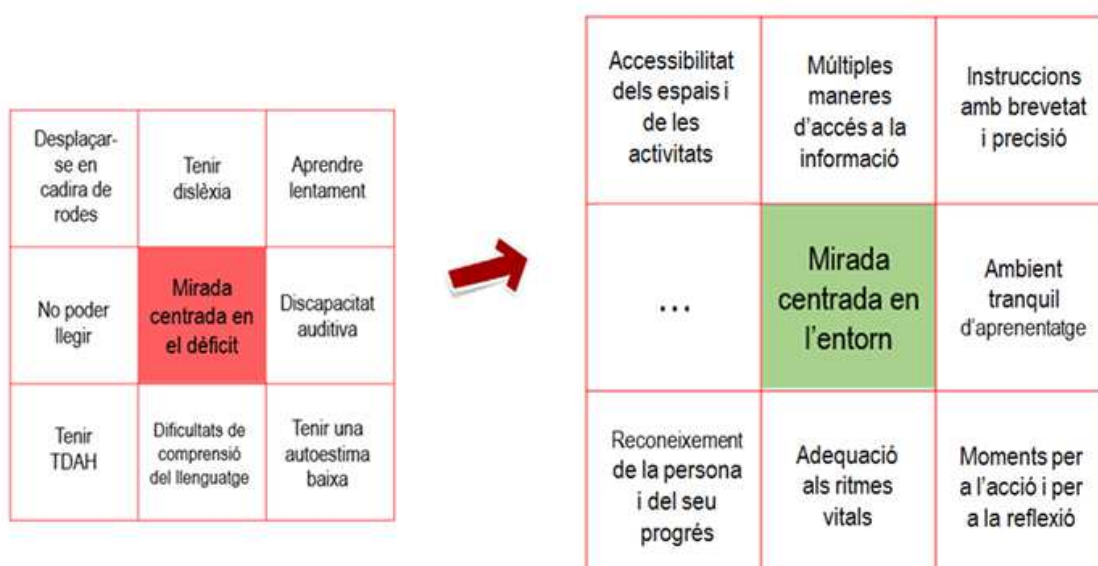 Desplaçar-
se en
cadira de
rodes
Tenir
dislèxia
Aprendre
lentament
No poder
llegir
Mirada
centrada en
el dèficit
Discapacitat
auditiva
Tenir
TDAH
Dificultats de
comprensió
del llenguatge
Tenir una
autoestima
baixa
Accessibilitat
dels espais i
de les
activitats
Múltiples
maneres
d’accés a la
informació
Instruccions
amb brevetat
i precisió
...
Mirada
centrada en
l’entorn
Ambient
tranquil
d’aprenentatge
Reconeixement
de la persona
i del seu
progrés
Adequació
als ritmes
vitals
Moments per
a l’acció i per
a la reflexió